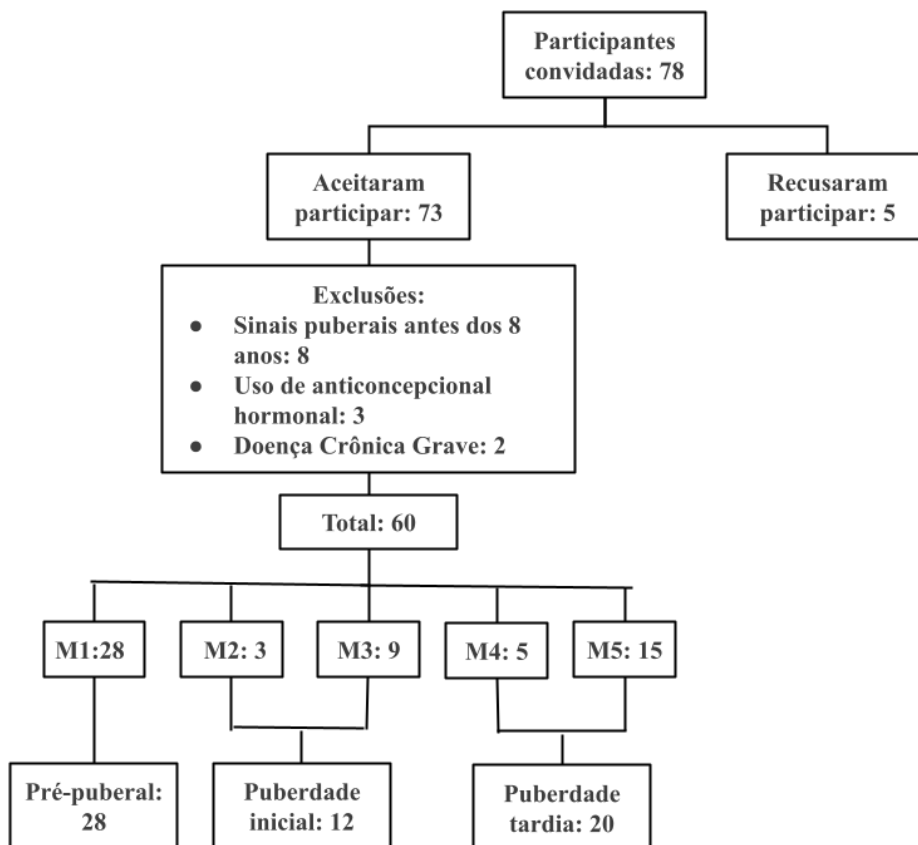 Participantes
convidadas: 78
Aceitaram
participar: 73
Recusaram
participar: 5
Exclusões:
● Sinais puberais antes dos 8
anos: 8
● Uso de anticoncepcional
hormonal: 3
● Doença Crônica Grave: 2
Total: 60
M1:28
M2: 3
M3: 9
M4: 5
M5: 15
Pré-puberal:
28
Puberdade
inicial: 12
Puberdade
tardia: 20